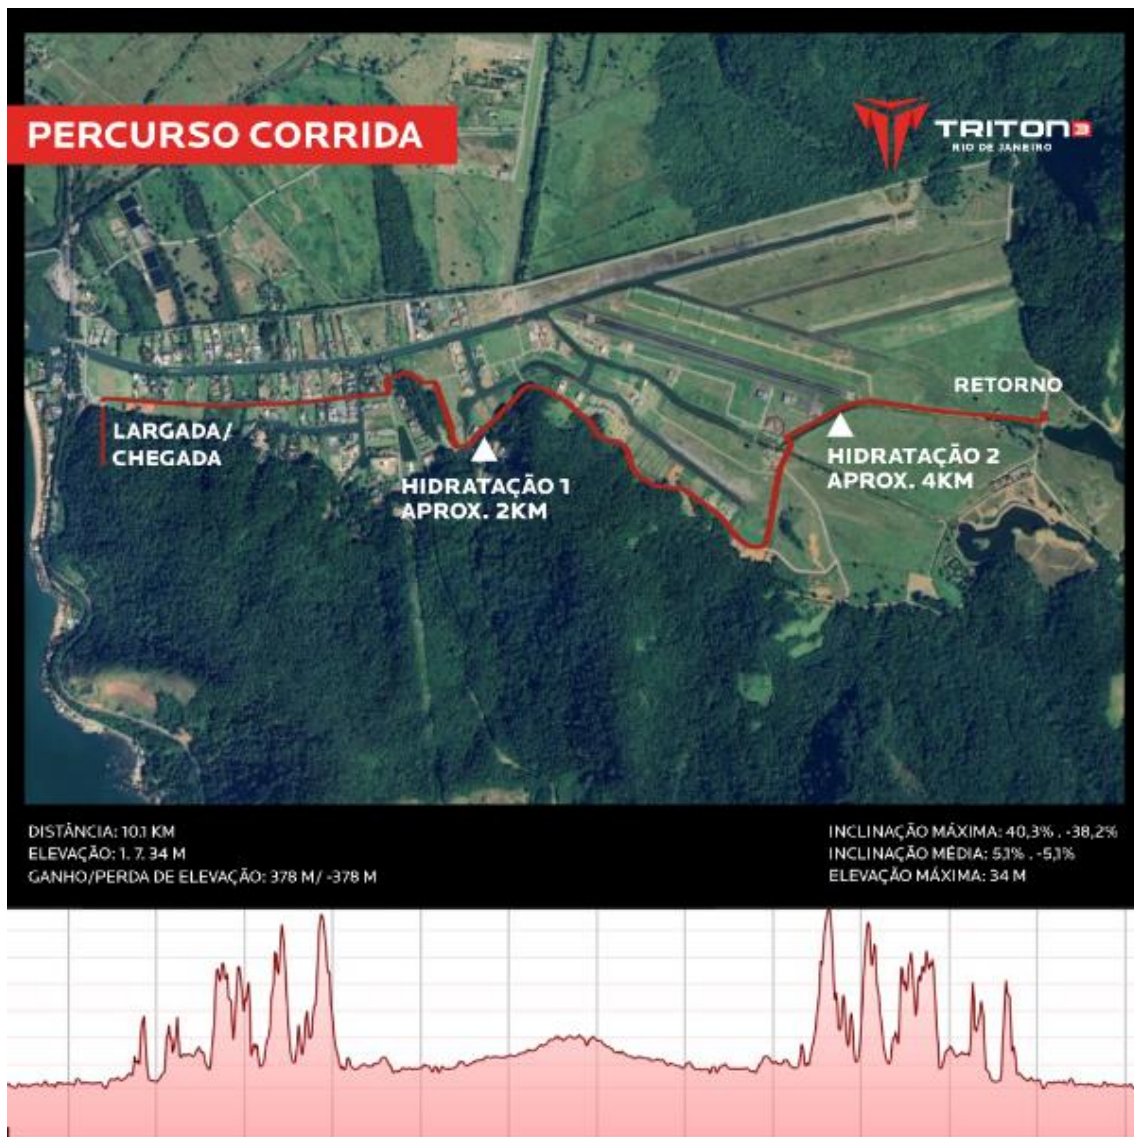 PERCURSO CORRIDA
TRITON3
RIO DE JANEIRO
RETORNO
LARGADA/
CHEGADA
HIDRATAÇÃO 1
APROX. 2KM
HIDRATAÇÃO 2
APROX. 4KM
DISTÂNCIA: 10.1 KM
ELEVAÇÃO: 1. 7. 34 M
GANHO/PERDA DE ELEVAÇÃO: 378 M/ -378 M
INCLINAÇÃO MÁXIMA: 40,3% . -38,2%
INCLINAÇÃO MÉDIA: 5,1% . -5,1%
ELEVAÇÃO MÁXIMA: 34 M